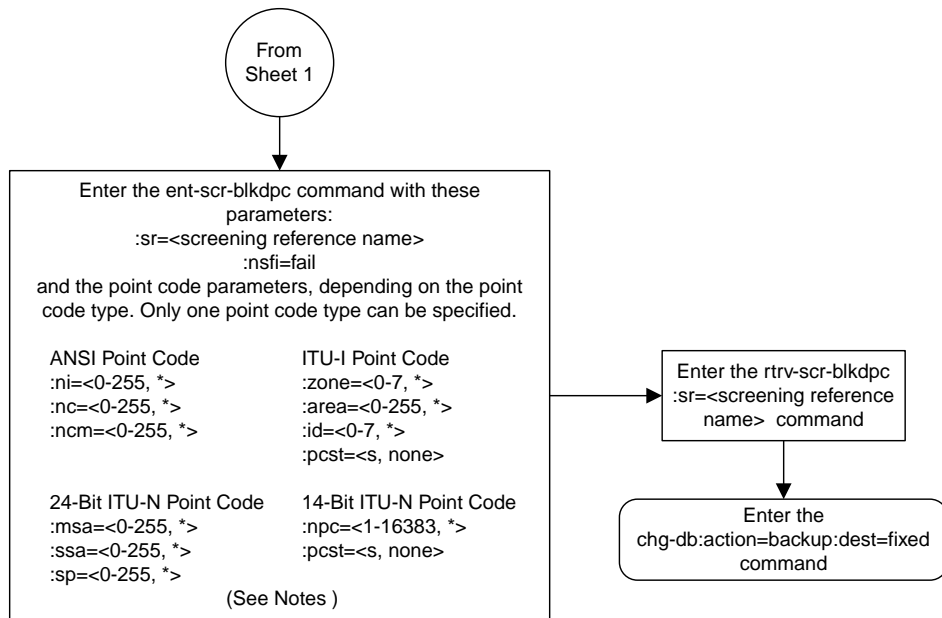 From
Sheet 1
Enter the ent-scr-blkdpc command with these
parameters:
:sr=<screening reference name>
:nsfi=fail
and the point code parameters, depending on the point
code type. Only one point code type can be specified.
ANSI Point Code
:ni=<0-255, *>
:nc=<0-255, *>
:ncm=<0-255, *>
ITU-I Point Code
:zone=<0-7, *>
:area=<0-255, *>
:id=<0-7, *>
:pcst=<s, none>
24-Bit ITU-N Point Code
:msa=<0-255, *>
:ssa=<0-255, *>
:sp=<0-255, *>
14-Bit ITU-N Point Code
:npc=<1-16383, *>
:pcst=<s, none>
(See Notes )
Enter the rtrv-scr-blkdpc
:sr=<screening reference
name>  command
Enter the
chg-db:action=backup:dest=fixed
command